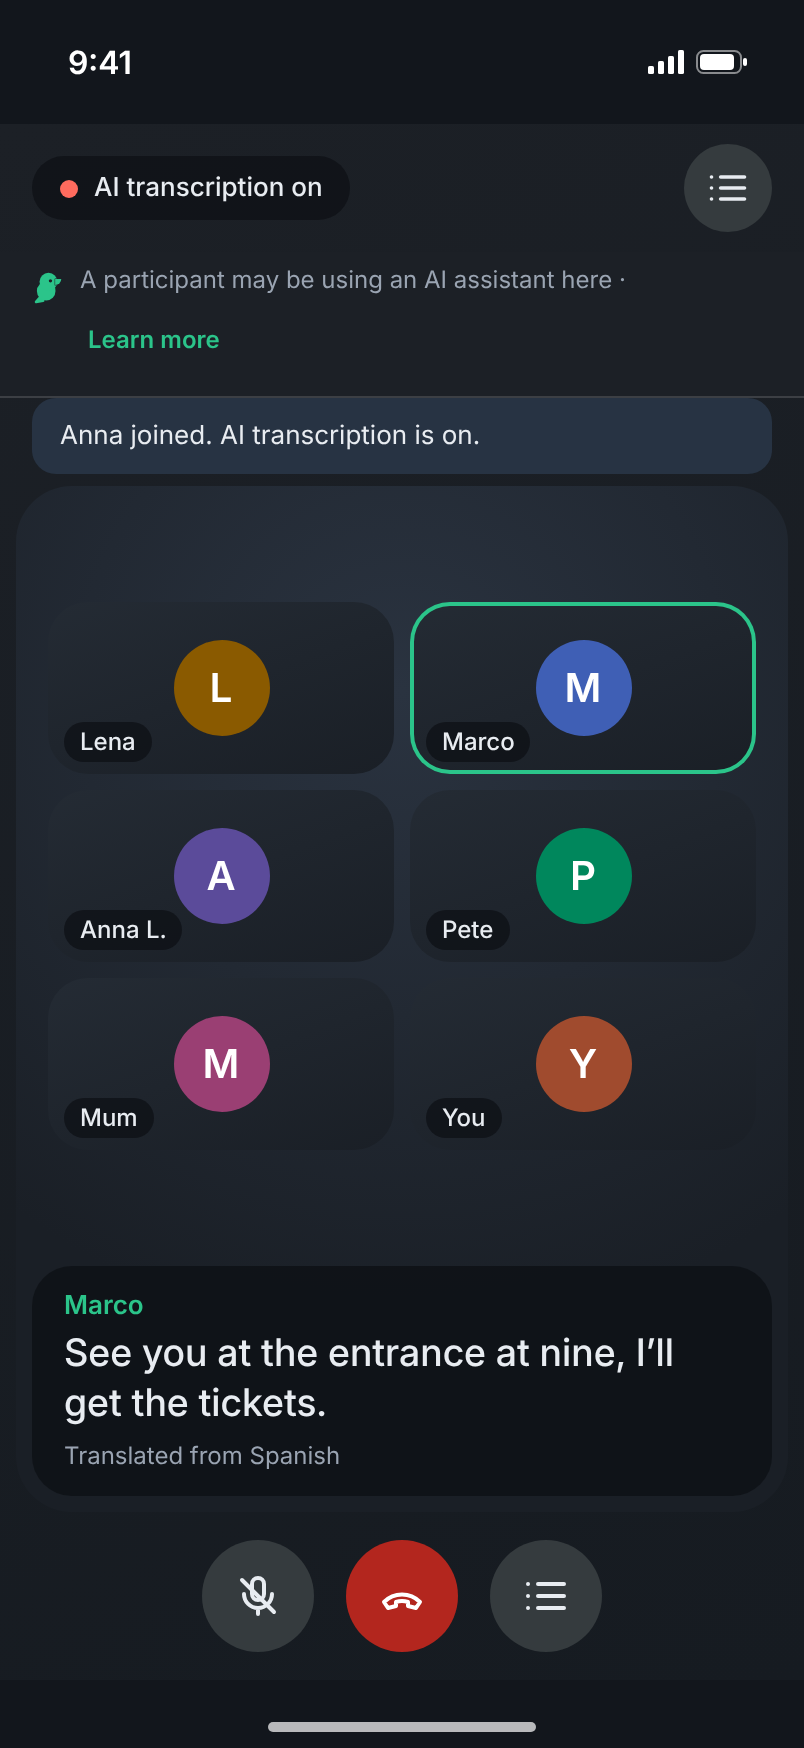 9:41
AI transcription on
A participant may be using an AI assistant here ·
Learn more
Anna joined. AI transcription is on.
L
Lena
M
Marco
A
Anna L.
P
Pete
M
Mum
Y
You
Marco
See you at the entrance at nine, I’ll
get the tickets.
Translated from Spanish